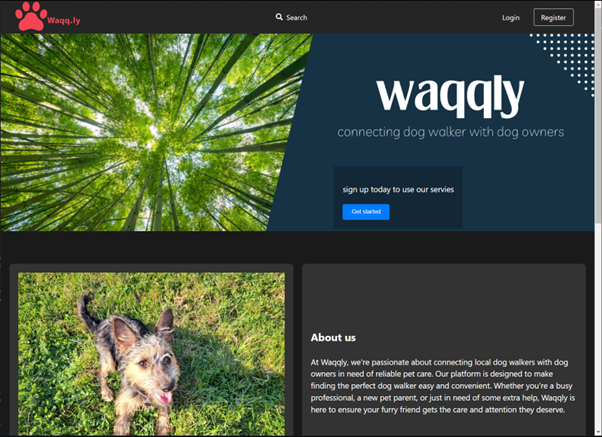 Waqq.ly
Search
Login
Register
waqqly
connecting dog walker with dog owners
sign up today to use our servies
Get started
About us
At Waqqly, we're passionate about connecting local dog walkers with dog
owners in need of reliable pet care. Our platform is designed to make
finding the perfect dog walker easy and convenient. Whether you're a busy
professional, a new pet parent, or just in need of some extra help, Waqqly is
here to ensure your furry friend gets the care and attention they deserve.